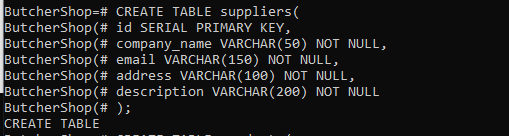 ButcherShop=# CREATE TABLE suppliers(
ButcherShop(# id SERIAL PRIMARY KEY,
ButcherShop(# company_name VARCHAR(50) NOT NULL,
ButcherShop(# email VARCHAR(150) NOT NULL,
ButcherShop(# address VARCHAR(100) NOT NULL,
ButcherShop(# description VARCHAR(200) NOT NULL
ButcherShop(# );
CREATE TABLE